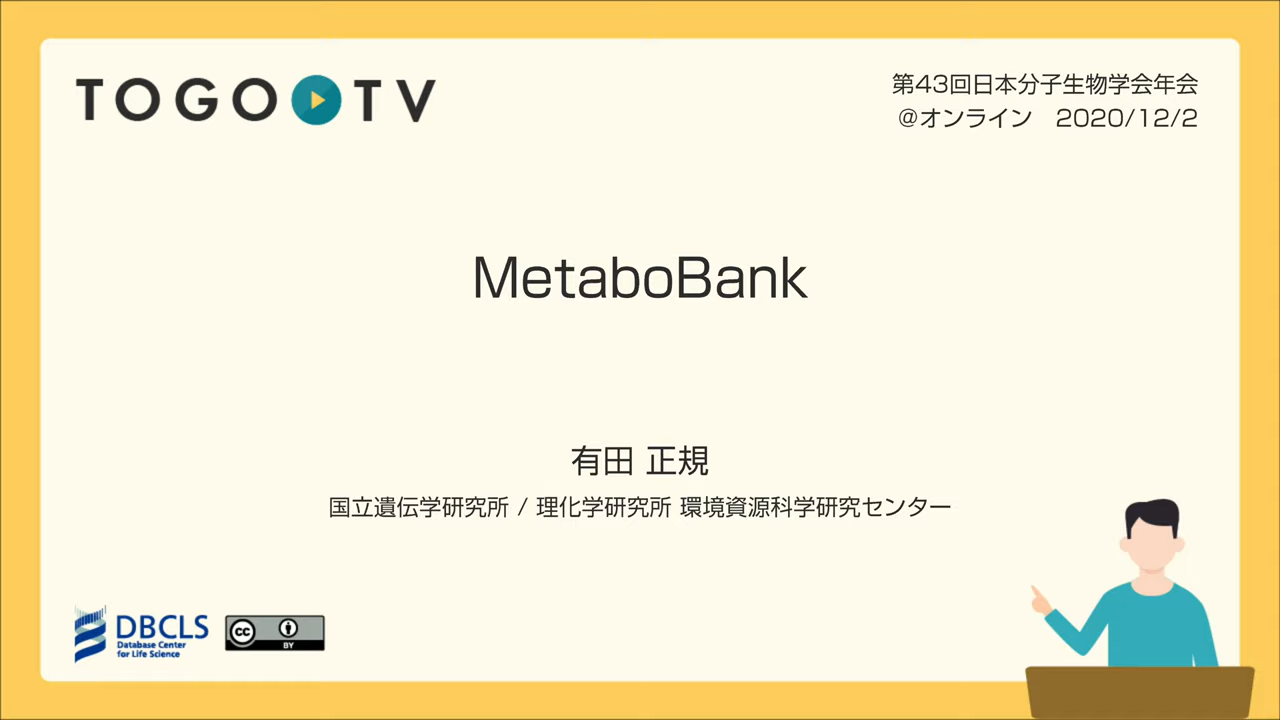 TOGO TV
第43回日本分子生物学会年会
@オンライン　2020/12/2
MetaboBank
有田 正規
国立遺伝学研究所 / 理化学研究所 環境資源科学研究センター
DBCLS
Database Center
for Life Science
CC
BY